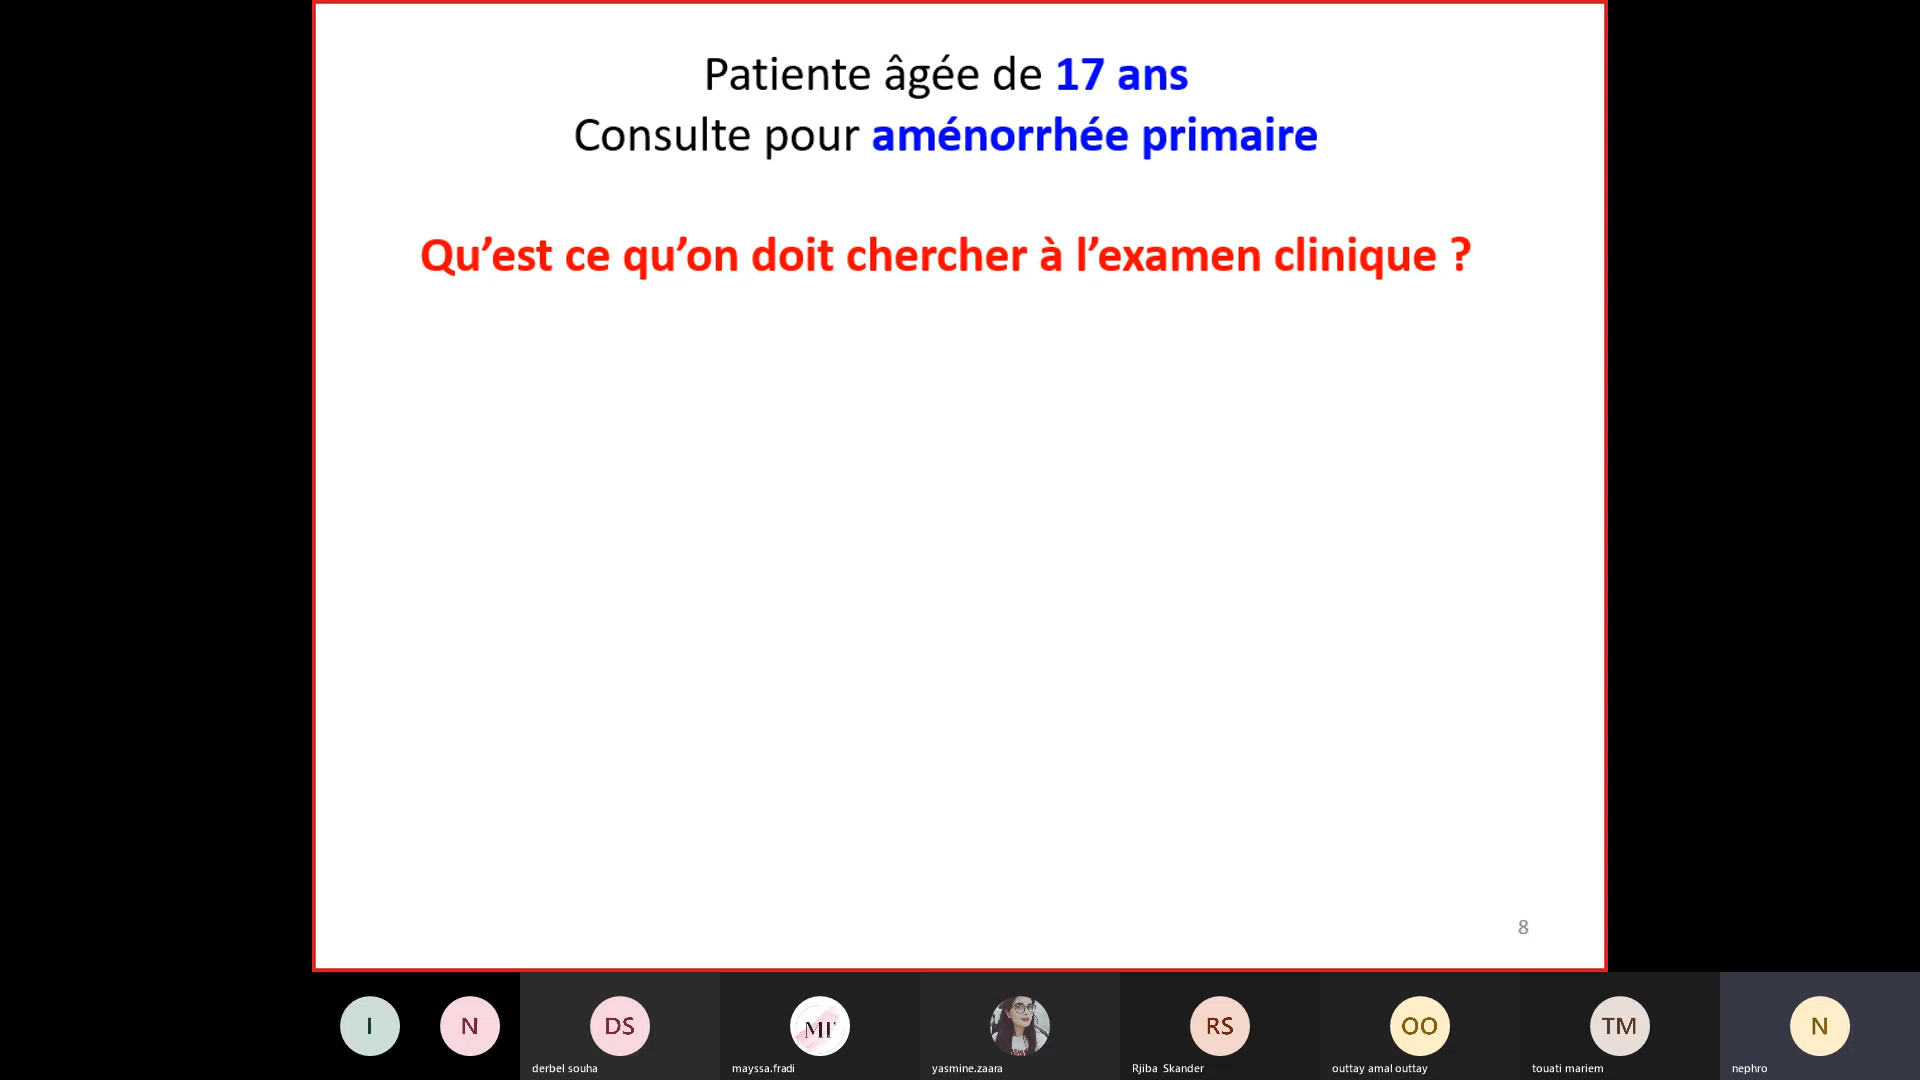 Patiente âgée de 17 ans
Consulte pour aménorrhée primaire
Qu’est ce qu’on doit chercher à l’examen clinique ?
8
I
N
DS
MF
RS
OO
TM
N
derbel souha
mayssa.fradi
yasmine.zaara
Rjiba Skander
outtay amal outtay
touati mariem
nephro